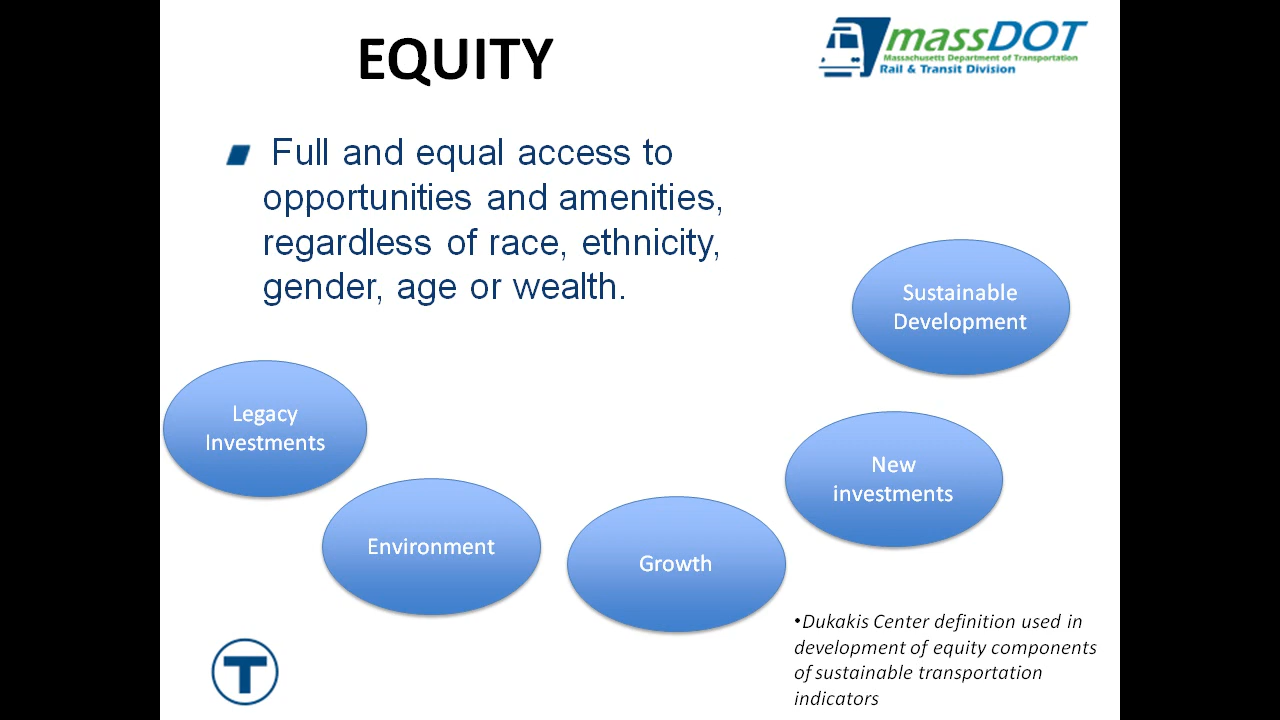 EQUITY
massDOT
Massachusetts Department of Transportation
Rail & Transit Division
Full and equal access to
opportunities and amenities,
regardless of race, ethnicity,
gender, age or wealth.
Sustainable
Development
Legacy
Investments
New
investments
Environment
Growth
•Dukakis Center definition used in
development of equity components
of sustainable transportation
indicators
T